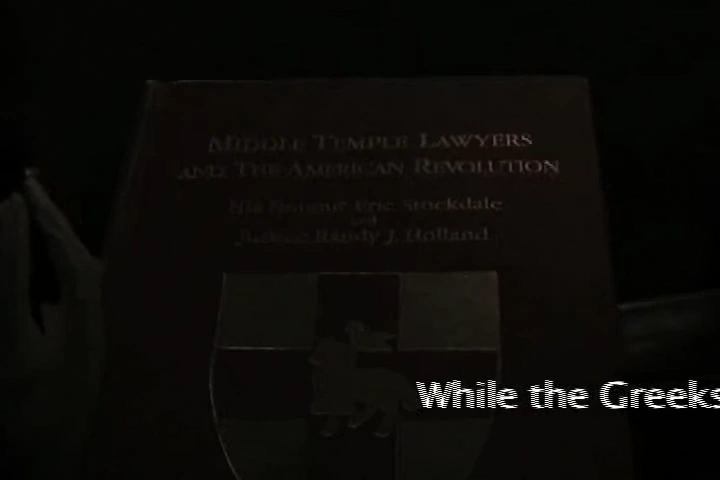 MIDDLE TEMPLE LAWYERS
AND THE AMERICAN REVOLUTION
His Honour Eric Stockdale
and
Justice Randy J. Holland
While the Greeks